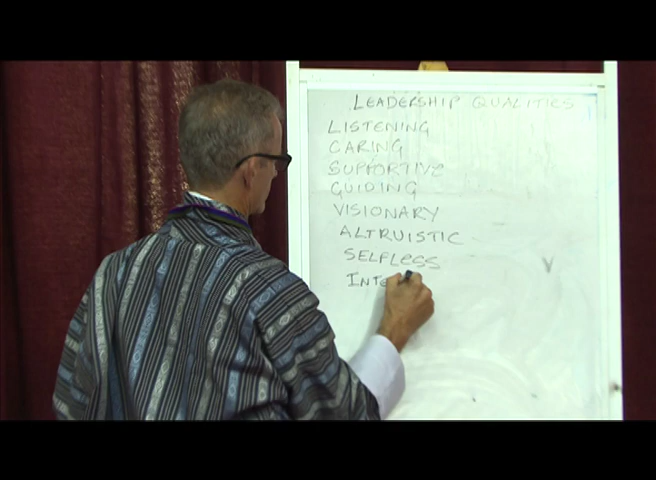 LEADERSHIP QUALITIES
LISTENING
CARING
SUPPORTIVE
GUIDING
VISIONARY
ALTRUISTIC
SELFLESS
INTE